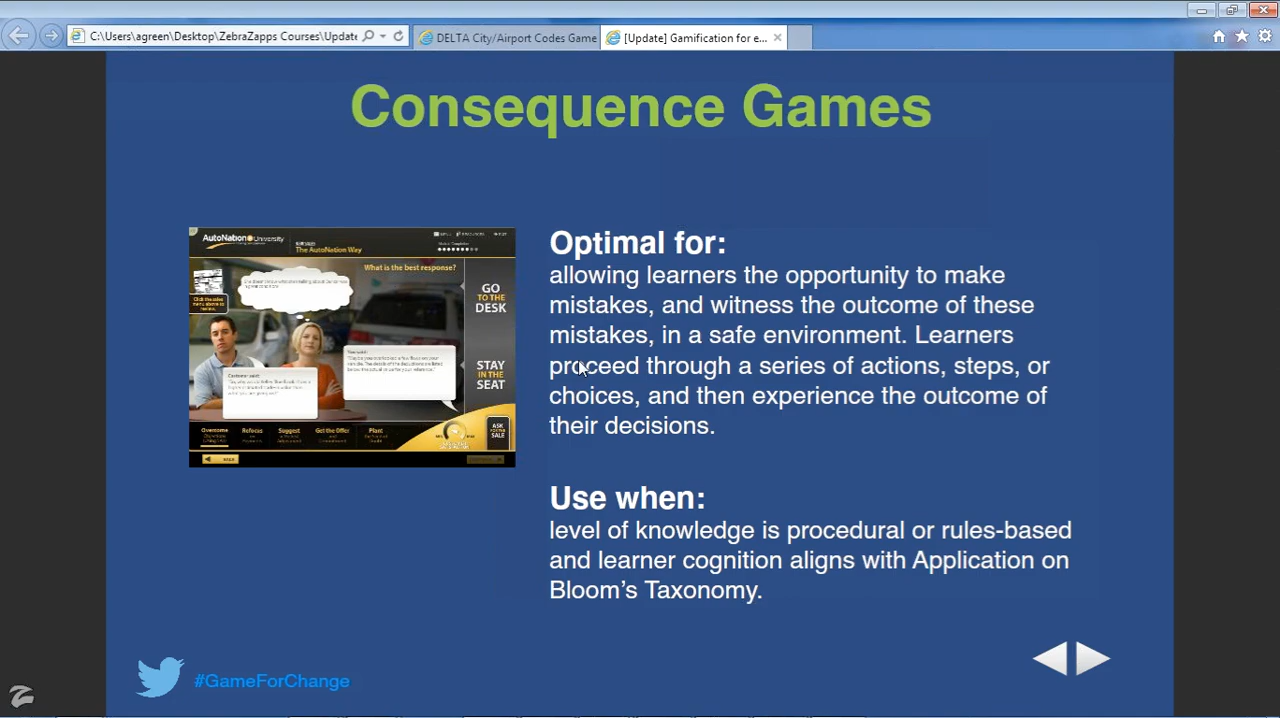 C:\Users\agreen\Desktop\ZebraZapps Courses\Update
DELTA City/Airport Codes Game
[Update] Gamification for e...
Consequence Games
AutoNation University
The AutoNation Way
What is the best response?
GO
TO THE
DESK
STAY
IN THE
SEAT
Customer said:
You said:
Overcome
Refocus
Suggest
Get the Offer
Plant
ASK
FOR THE
SALE
Optimal for:
allowing learners the opportunity to make
mistakes, and witness the outcome of these
mistakes, in a safe environment. Learners
proceed through a series of actions, steps, or
choices, and then experience the outcome of
their decisions.
Use when:
level of knowledge is procedural or rules-based
and learner cognition aligns with Application on
Bloom's Taxonomy.
#GameForChange